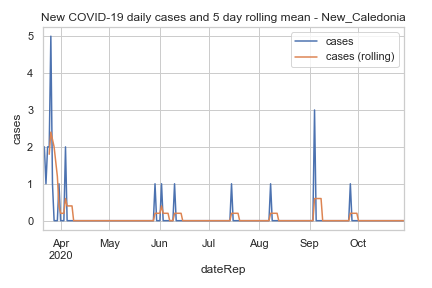 New COVID-19 daily cases and 5 day rolling mean - New_Caledonia
cases
cases (rolling)
5
4
3
2
1
0
cases
Apr
2020
May
Jun
Jul
Aug
Sep
Oct
dateRep